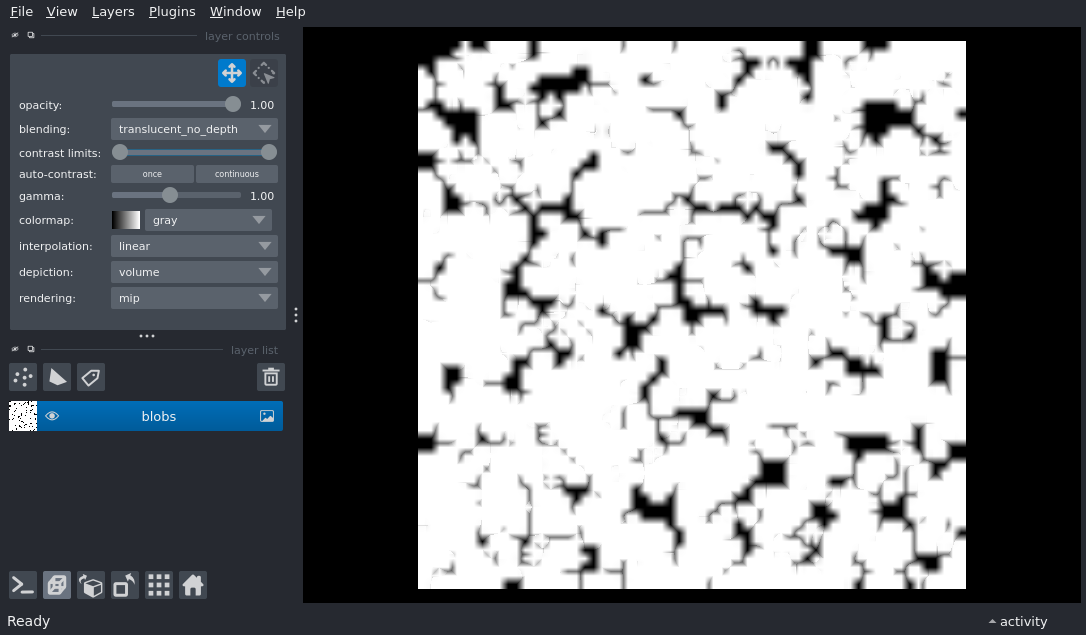 File View Layers Plugins Window Help
layer controls
opacity: 1.00
blending: translucent_no_depth
contrast limits:
auto-contrast: once continuous
gamma: 1.00
colormap: gray
interpolation: linear
depiction: volume
rendering: mip
layer list
blobs
Ready activity